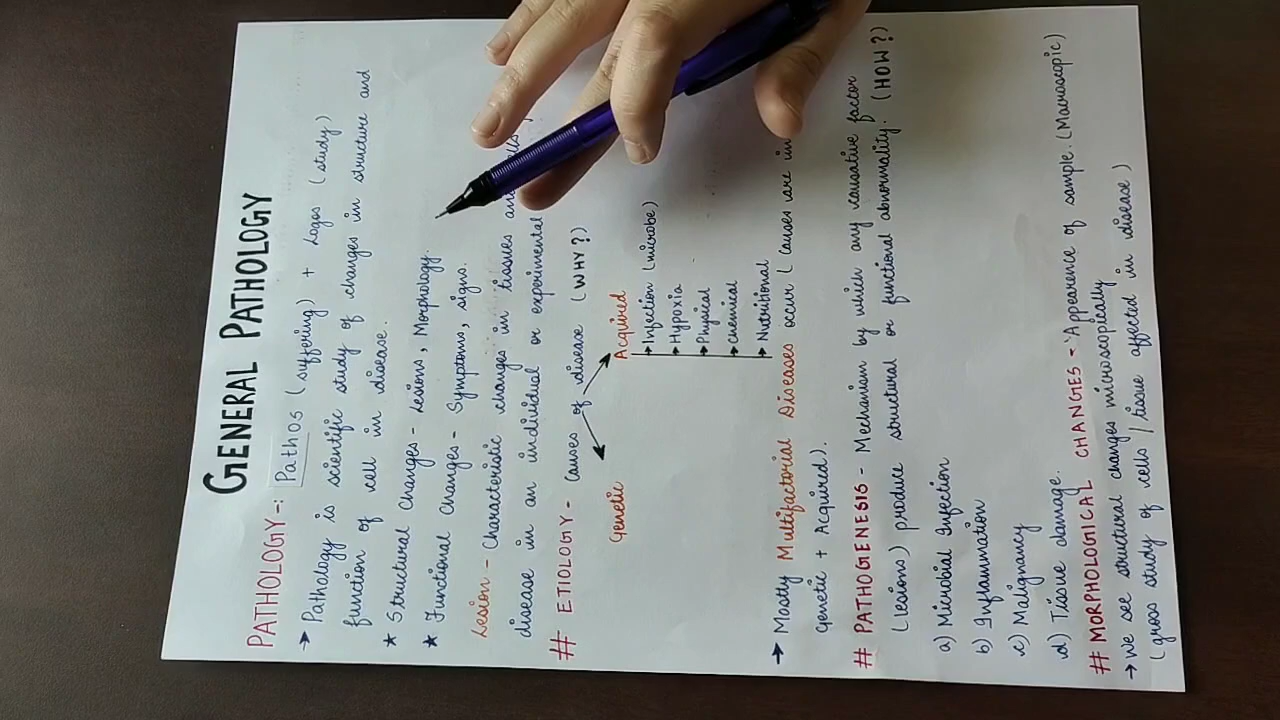 GENERAL PATHOLOGY
PATHOLOGY -: Pathos (suffering) + Logos (study)
→ Pathology is scientific study of changes in structure and
function of cell in disease.
★ Structural Changes - Lesions, Morphology.
★ Functional Changes - Symptoms, signs.
Lesion - Characteristic changes in tissues and
disease in an individual or experimental
# ETIOLOGY - Causes of disease (WHY?)
Genetic Acquired
→ Infection (microbe)
→ Hypoxia
→ Physical
→ Chemical
→ Nutritional
→ Mostly Multifactorial Diseases occur (causes are in
Genetic + Acquired).
# PATHOGENESIS - Mechanism by which any causative factor
(lesions) produce structural or functional abnormality. (HOW?)
a) Microbial Infection
b) Inflammation
c) Malignancy
d) Tissue damage.
# MORPHOLOGICAL CHANGES - 'Appearence of sample. (Macroscopic)
→ We see structural changes microscopically
(gross study of cells / tissue affected in disease)